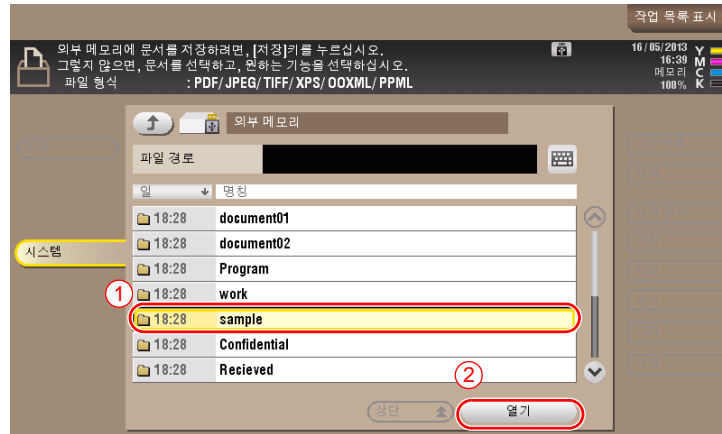 작업 목록 표시
외부 메모리에 문서를 저장하려면, [저장]키를 누르십시오.
그렇지 않으면, 문서를 선택하고, 원하는 기능을 선택하십시오.
파일 형식 : PDF/JPEG/TIFF/XPS/OOXML/PPML
16/05/2013
16:39
메모리
100%
Y
M
C
K
외부 메모리
파일 경로
일 명칭
18:28 document01
18:28 document02
18:28 Program
시스템
1
18:28 work
18:28 sample
18:28 Confidential
18:28 Recieved
2
상단 열기